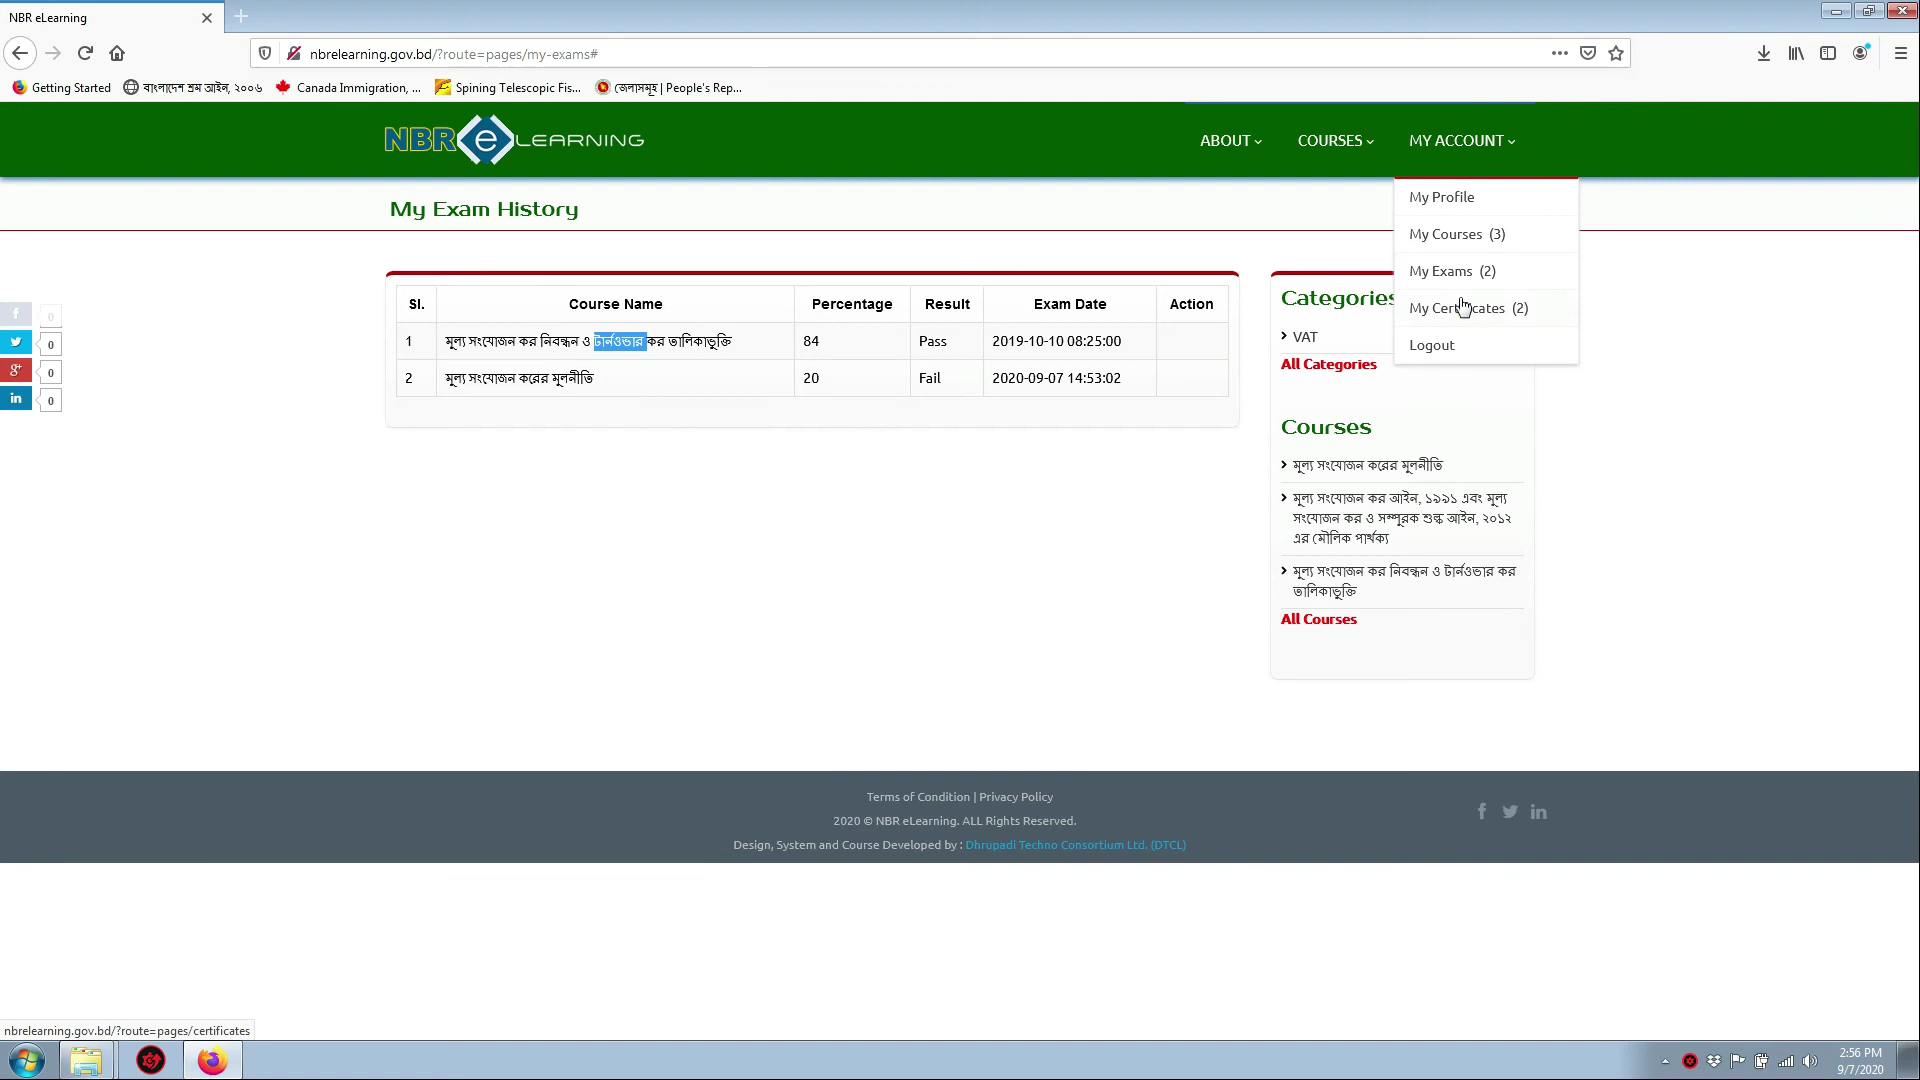 NBR eLearning
nbrelearning.gov.bd/?route=pages/my-exams#
Getting Started
বাংলাদেশ শ্রম আইন, ২০০৬
Canada Immigration, ...
Spining Telescopic Fis...
জেলাসমূহ | People's Rep...
NBR e LEARNING
ABOUT
COURSES
MY ACCOUNT
My Profile
My Courses (3)
My Exams (2)
My Certificates (2)
Logout
My Exam History
Sl. Course Name Percentage Result Exam Date Action
1 মূল্য সংযোজন কর নিবন্ধন ও টার্নওভার কর তালিকাভুক্তি 84 Pass 2019-10-10 08:25:00
2 মূল্য সংযোজন করের মূলনীতি 20 Fail 2020-09-07 14:53:02
f 0
0
g+ 0
in 0
Categories
VAT
All Categories
Courses
মূল্য সংযোজন করের মূলনীতি
মূল্য সংযোজন কর আইন, ১৯৯১ এবং মূল্য
সংযোজন কর ও সম্পূরক শুল্ক আইন, ২০১২
এর মৌলিক পার্থক্য
মূল্য সংযোজন কর নিবন্ধন ও টার্নওভার কর
তালিকাভুক্তি
All Courses
Terms of Condition | Privacy Policy
2020 © NBR eLearning. ALL Rights Reserved.
Design, System and Course Developed by : Dhrupadi Techno Consortium Ltd. (DTCL)
nbrelearning.gov.bd/?route=pages/certificates
2:56 PM
9/7/2020